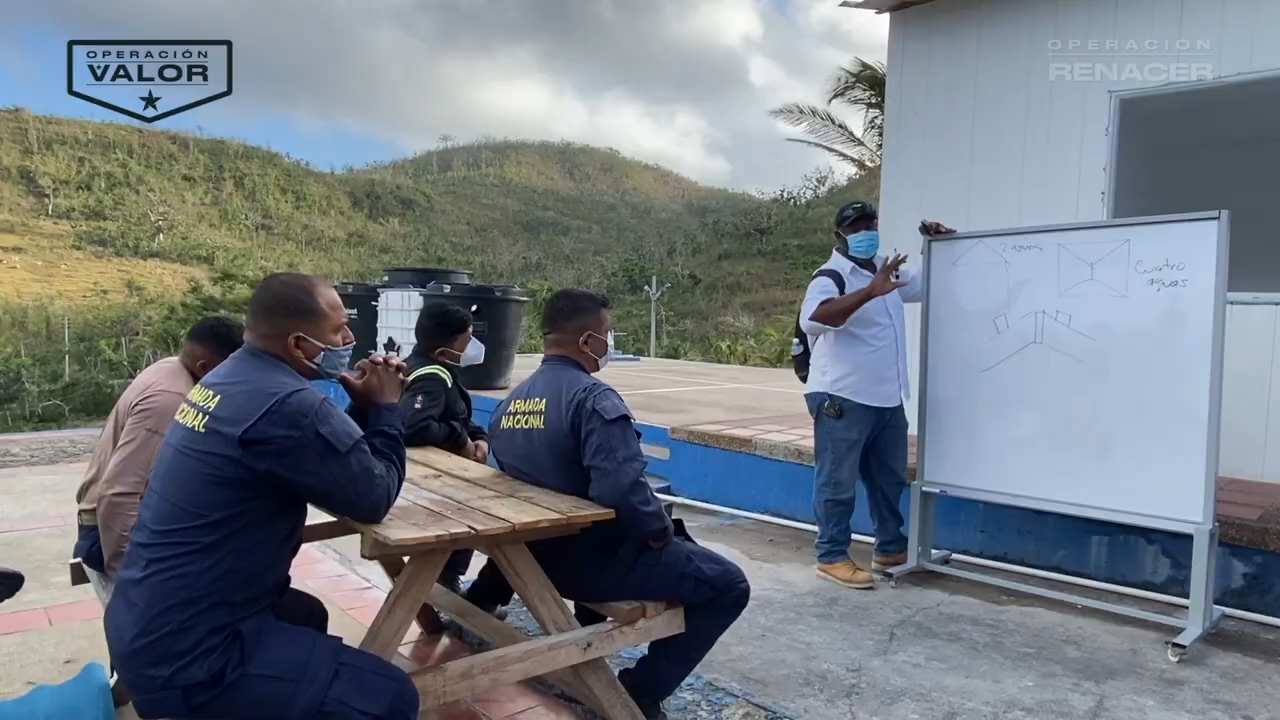 OPERACIÓN
VALOR
OPERACIÓN
RENACER
2 aguas
Cuatro
aguas
ARMADA
NACIONAL
ARMADA
NACIONAL